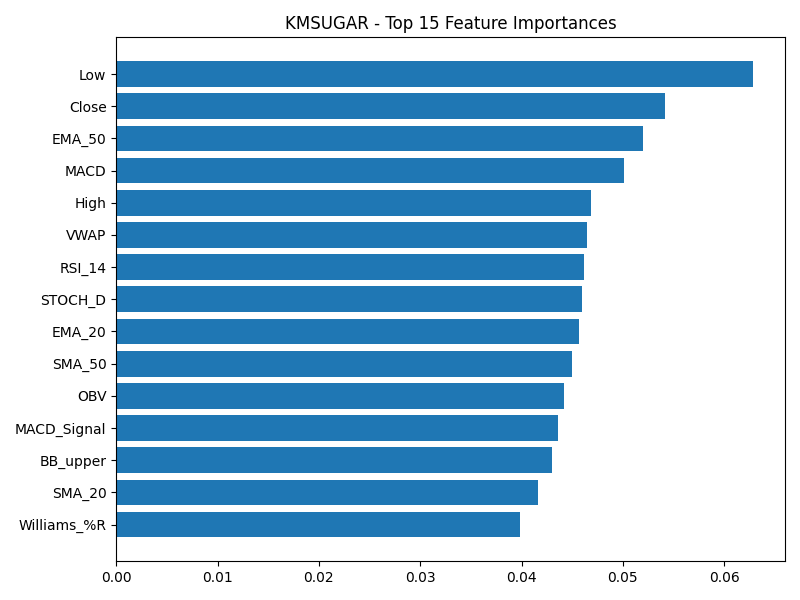 KMSUGAR - Top 15 Feature Importances
Low
Close
EMA_50
MACD
High
VWAP
RSI_14
STOCH_D
EMA_20
SMA_50
OBV
MACD_Signal
BB_upper
SMA_20
Williams_%R
0.00 0.01 0.02 0.03 0.04 0.05 0.06